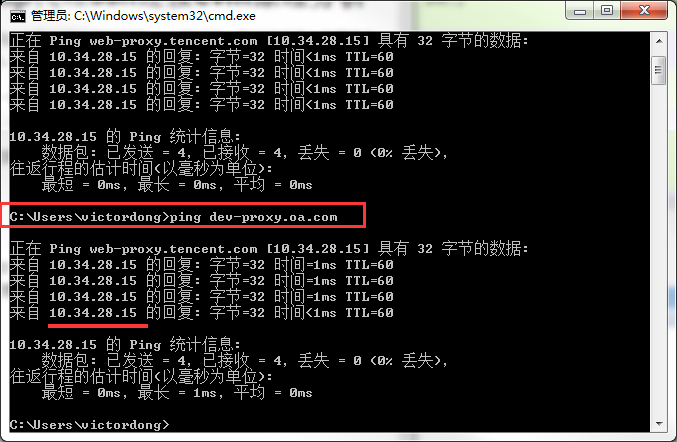 管理员: C:\Windows\system32\cmd.exe
正在 Ping web-proxy.tencent.com [10.34.28.15] 具有 32 字节的数据:
来自 10.34.28.15 的回复: 字节=32 时间<1ms TTL=60
来自 10.34.28.15 的回复: 字节=32 时间<1ms TTL=60
来自 10.34.28.15 的回复: 字节=32 时间<1ms TTL=60
来自 10.34.28.15 的回复: 字节=32 时间<1ms TTL=60
10.34.28.15 的 Ping 统计信息:
数据包: 已发送 = 4, 已接收 = 4, 丢失 = 0 (0% 丢失),
往返行程的估计时间(以毫秒为单位):
最短 = 0ms, 最长 = 0ms, 平均 = 0ms
C:\Users\victordong>ping dev-proxy.oa.com
正在 Ping web-proxy.tencent.com [10.34.28.15] 具有 32 字节的数据:
来自 10.34.28.15 的回复: 字节=32 时间=1ms TTL=60
来自 10.34.28.15 的回复: 字节=32 时间=1ms TTL=60
来自 10.34.28.15 的回复: 字节=32 时间=1ms TTL=60
来自 10.34.28.15 的回复: 字节=32 时间<1ms TTL=60
10.34.28.15 的 Ping 统计信息:
数据包: 已发送 = 4, 已接收 = 4, 丢失 = 0 (0% 丢失),
往返行程的估计时间(以毫秒为单位):
最短 = 0ms, 最长 = 1ms, 平均 = 0ms
C:\Users\victordong>